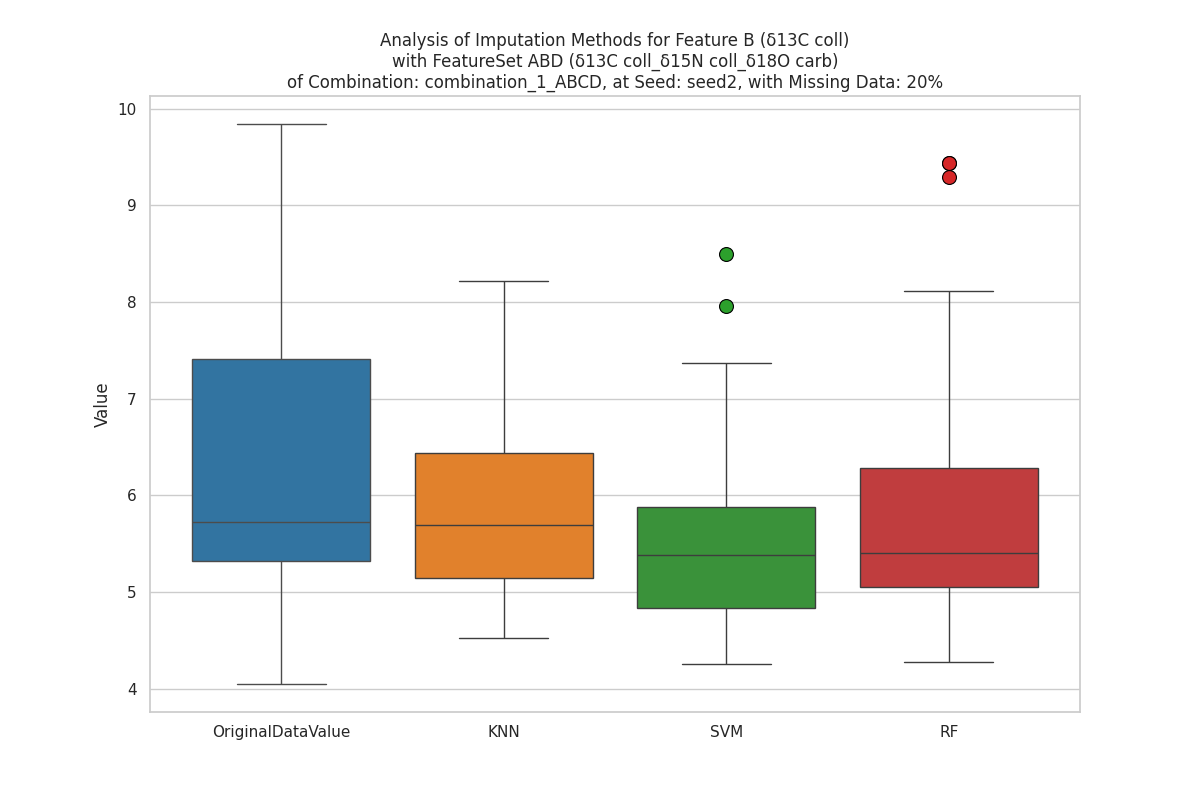 Analysis of Imputation Methods for Feature B (δ13C coll)
with FeatureSet ABD (δ13C coll_δ15N coll_δ18O carb)
of Combination: combination_1_ABCD, at Seed: seed2, with Missing Data: 20%
10
9
8
7
6
5
4
Value
OriginalDataValue
KNN
SVM
RF